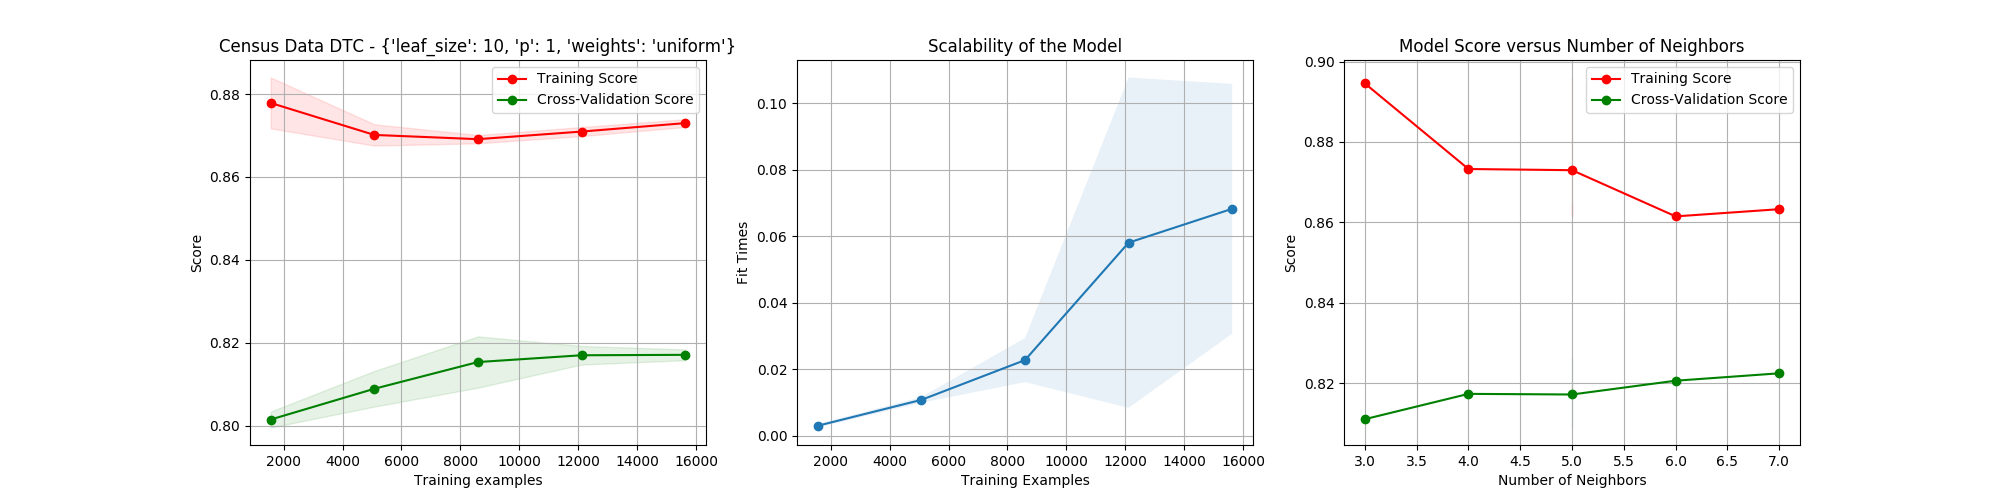 Census Data DTC - {'leaf_size': 10, 'p': 1, 'weights': 'uniform'}
Training Score
Cross-Validation Score
0.88
0.86
0.84
0.82
0.80
Score
2000 4000 6000 8000 10000 12000 14000 16000
Training examples
Scalability of the Model
0.10
0.08
0.06
0.04
0.02
0.00
Fit Times
2000 4000 6000 8000 10000 12000 14000 16000
Training Examples
Model Score versus Number of Neighbors
Training Score
Cross-Validation Score
0.90
0.88
0.86
0.84
0.82
Score
3.0 3.5 4.0 4.5 5.0 5.5 6.0 6.5 7.0
Number of Neighbors